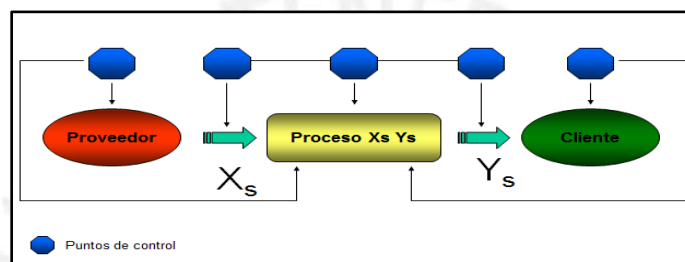 Proveedor
Proceso Xs Ys
Cliente
Xs
Ys
Puntos de control